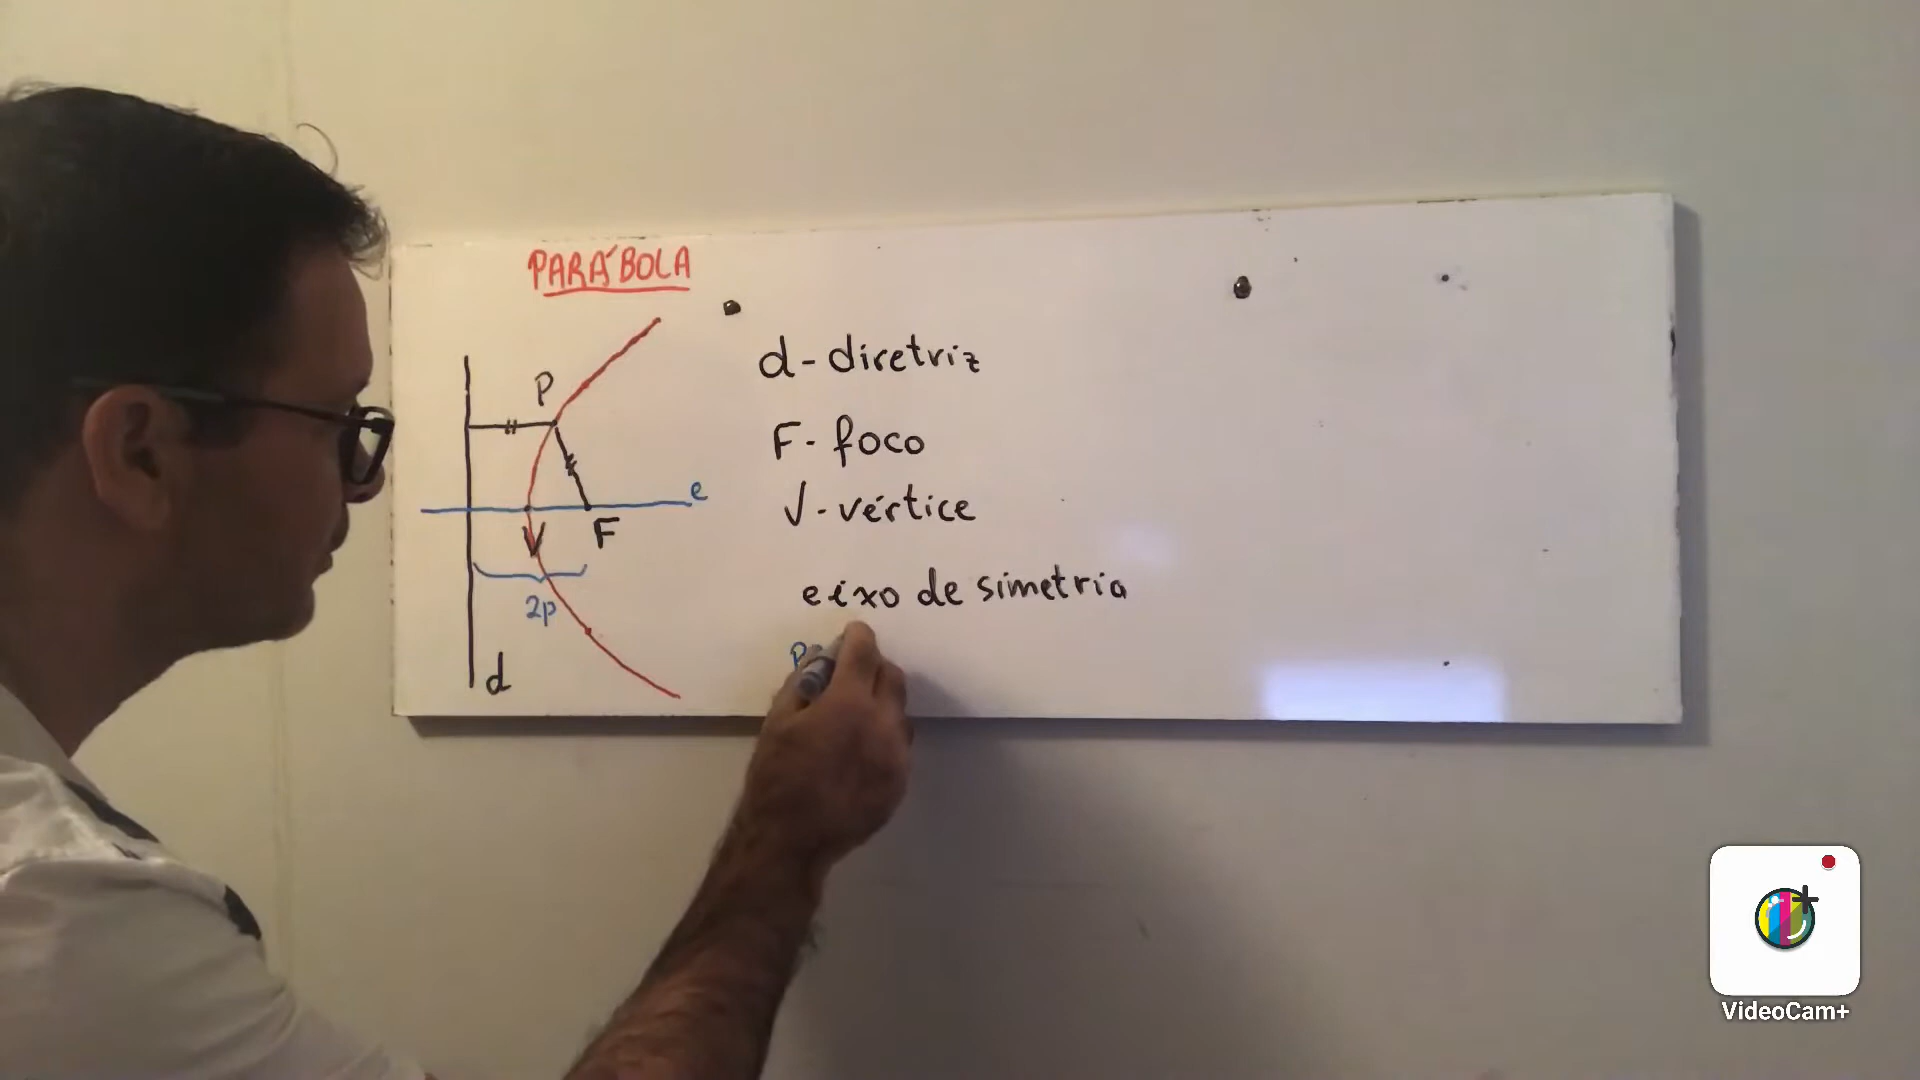 PARÁBOLA
P
e
F
V
2p
d
d - diretriz
F - foco
V - vértice
eixo de simetria
VideoCam+